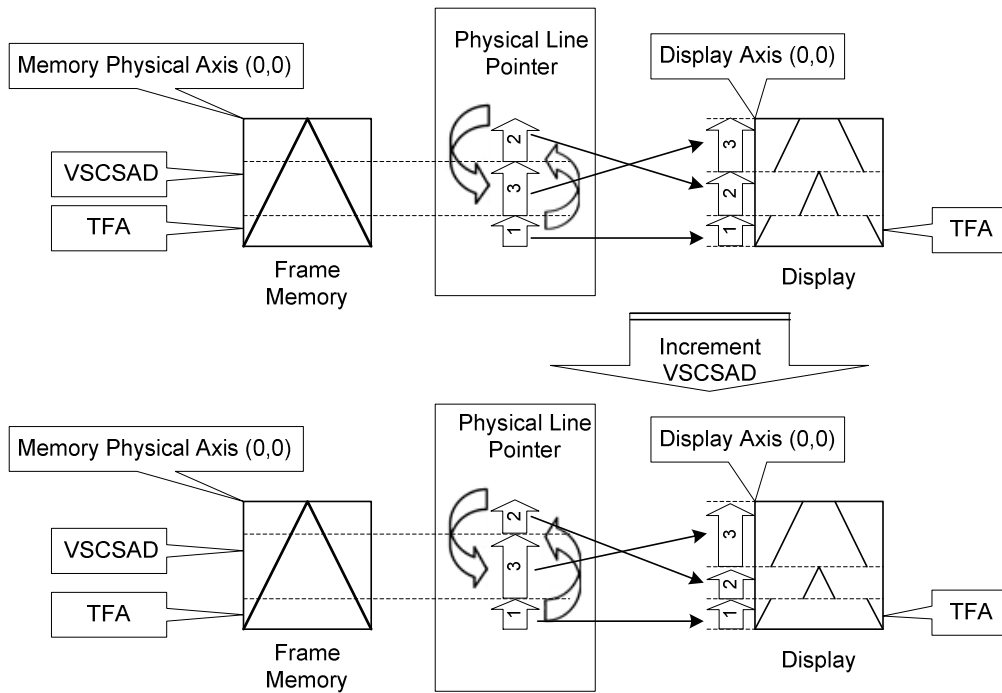 Physical Line
Pointer
Memory Physical Axis (0,0)
Display Axis (0,0)
VSCSAD
TFA
2
3
1
3
2
1
TFA
Frame
Memory
Display
Increment
VSCSAD
Physical Line
Pointer
Memory Physical Axis (0,0)
Display Axis (0,0)
VSCSAD
TFA
2
3
1
3
2
1
TFA
Frame
Memory
Display